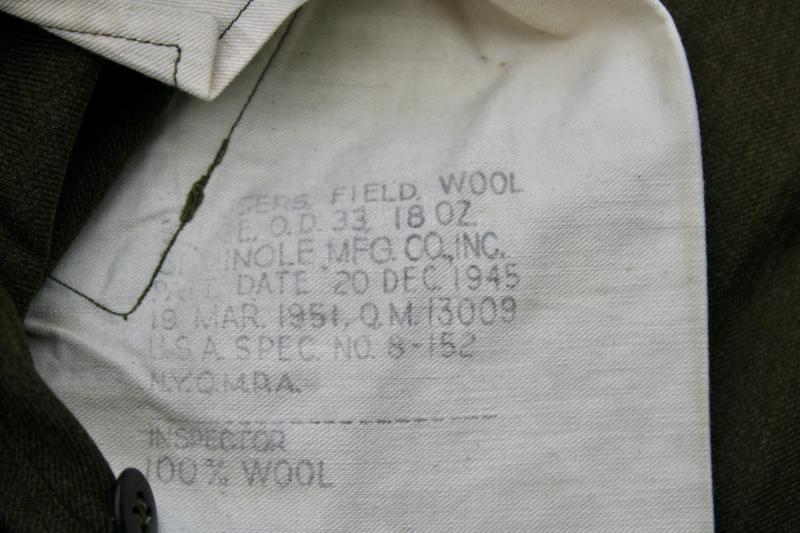 FIELD, WOOL
O.D. 33, 18 OZ.
MFG. CO., INC.
DATE 20 DEC. 1945
19 MAR. 1951, Q.M. 13009
U.S.A. SPEC. NO. 8-152
N.Y.Q.M.P.A.
INSPECTOR
100% WOOL